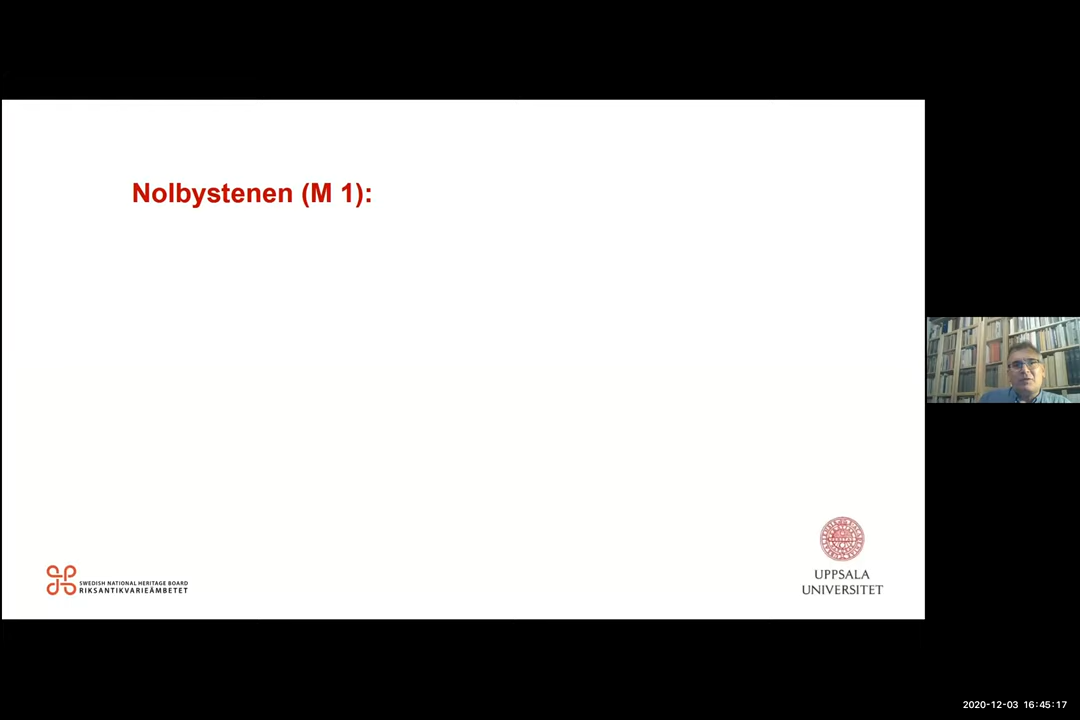 Nolbystenen (M 1):
SWEDISH NATIONAL HERITAGE BOARD
RIKSANTIKVARIEÄMBETET
UPPSALA
UNIVERSITET
2020-12-03 16:45:17